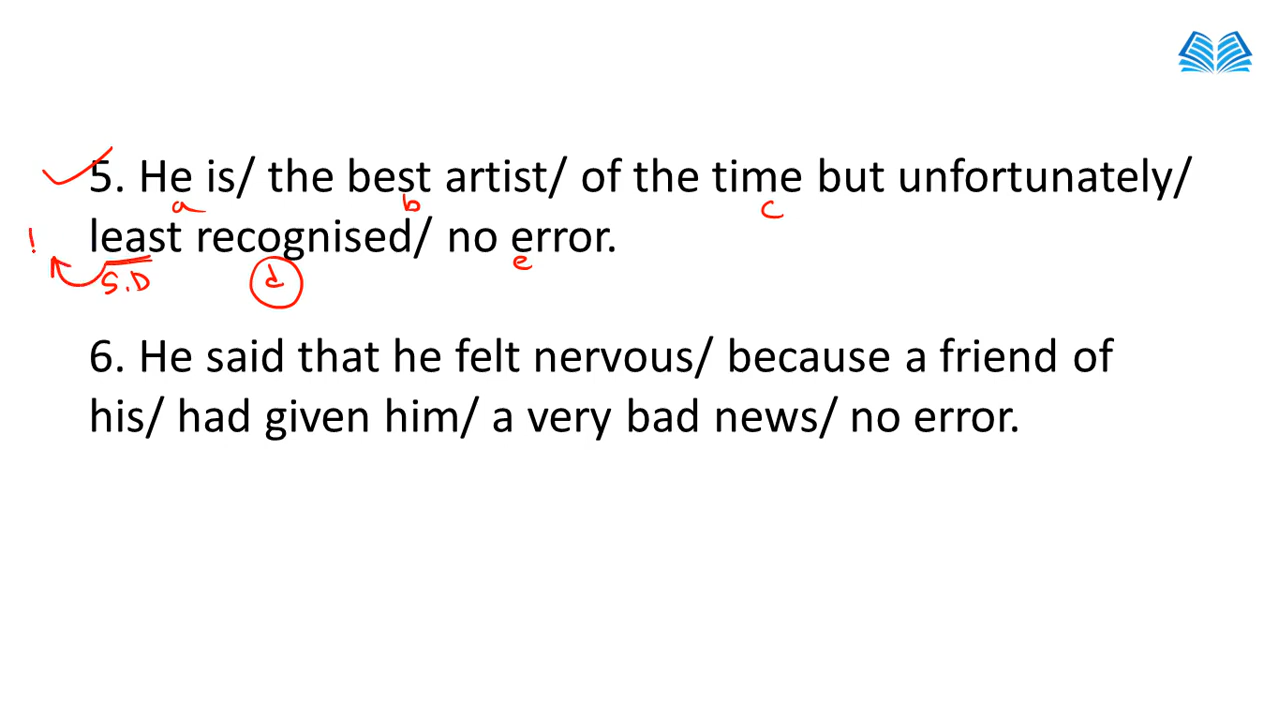 5. He is/ the best artist/ of the time but unfortunately/
a b c
least recognised/ no error.
! S.D d e
6. He said that he felt nervous/ because a friend of
his/ had given him/ a very bad news/ no error.